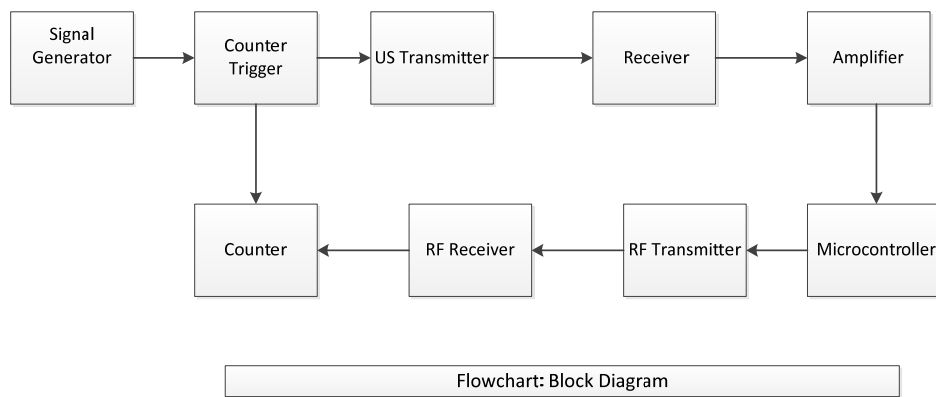 Signal
Generator
Counter
Trigger
US Transmitter
Receiver
Amplifier
Counter
RF Receiver
RF Transmitter
Microcontroller
Flowchart: Block Diagram